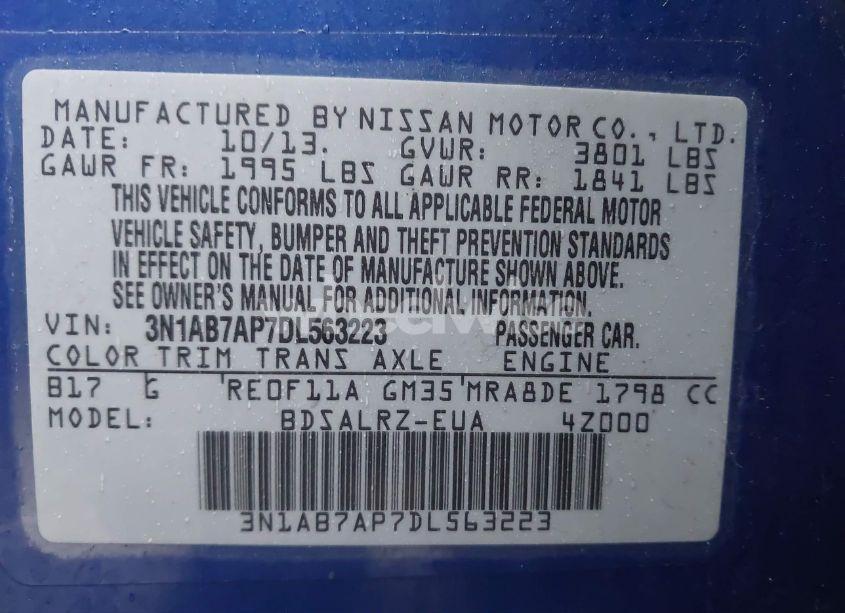 MANUFACTURED BY NISSAN MOTOR CO., LTD.
DATE: 10/13. GVWR: 3801 LBS
GAWR FR: 1995 LBS GAWR RR: 1841 LBS
THIS VEHICLE CONFORMS TO ALL APPLICABLE FEDERAL MOTOR
VEHICLE SAFETY, BUMPER AND THEFT PREVENTION STANDARDS
IN EFFECT ON THE DATE OF MANUFACTURE SHOWN ABOVE.
SEE OWNER'S MANUAL FOR ADDITIONAL INFORMATION.
VIN: 3N1AB7AP7DL563223 PASSENGER CAR.
COLOR TRIM TRANS AXLE ENGINE
B17 G RE0F11A GM35 MRA8DE 1798 CC
MODEL: BDSALRZ-EUA 4Z000
3N1AB7AP7DL563223